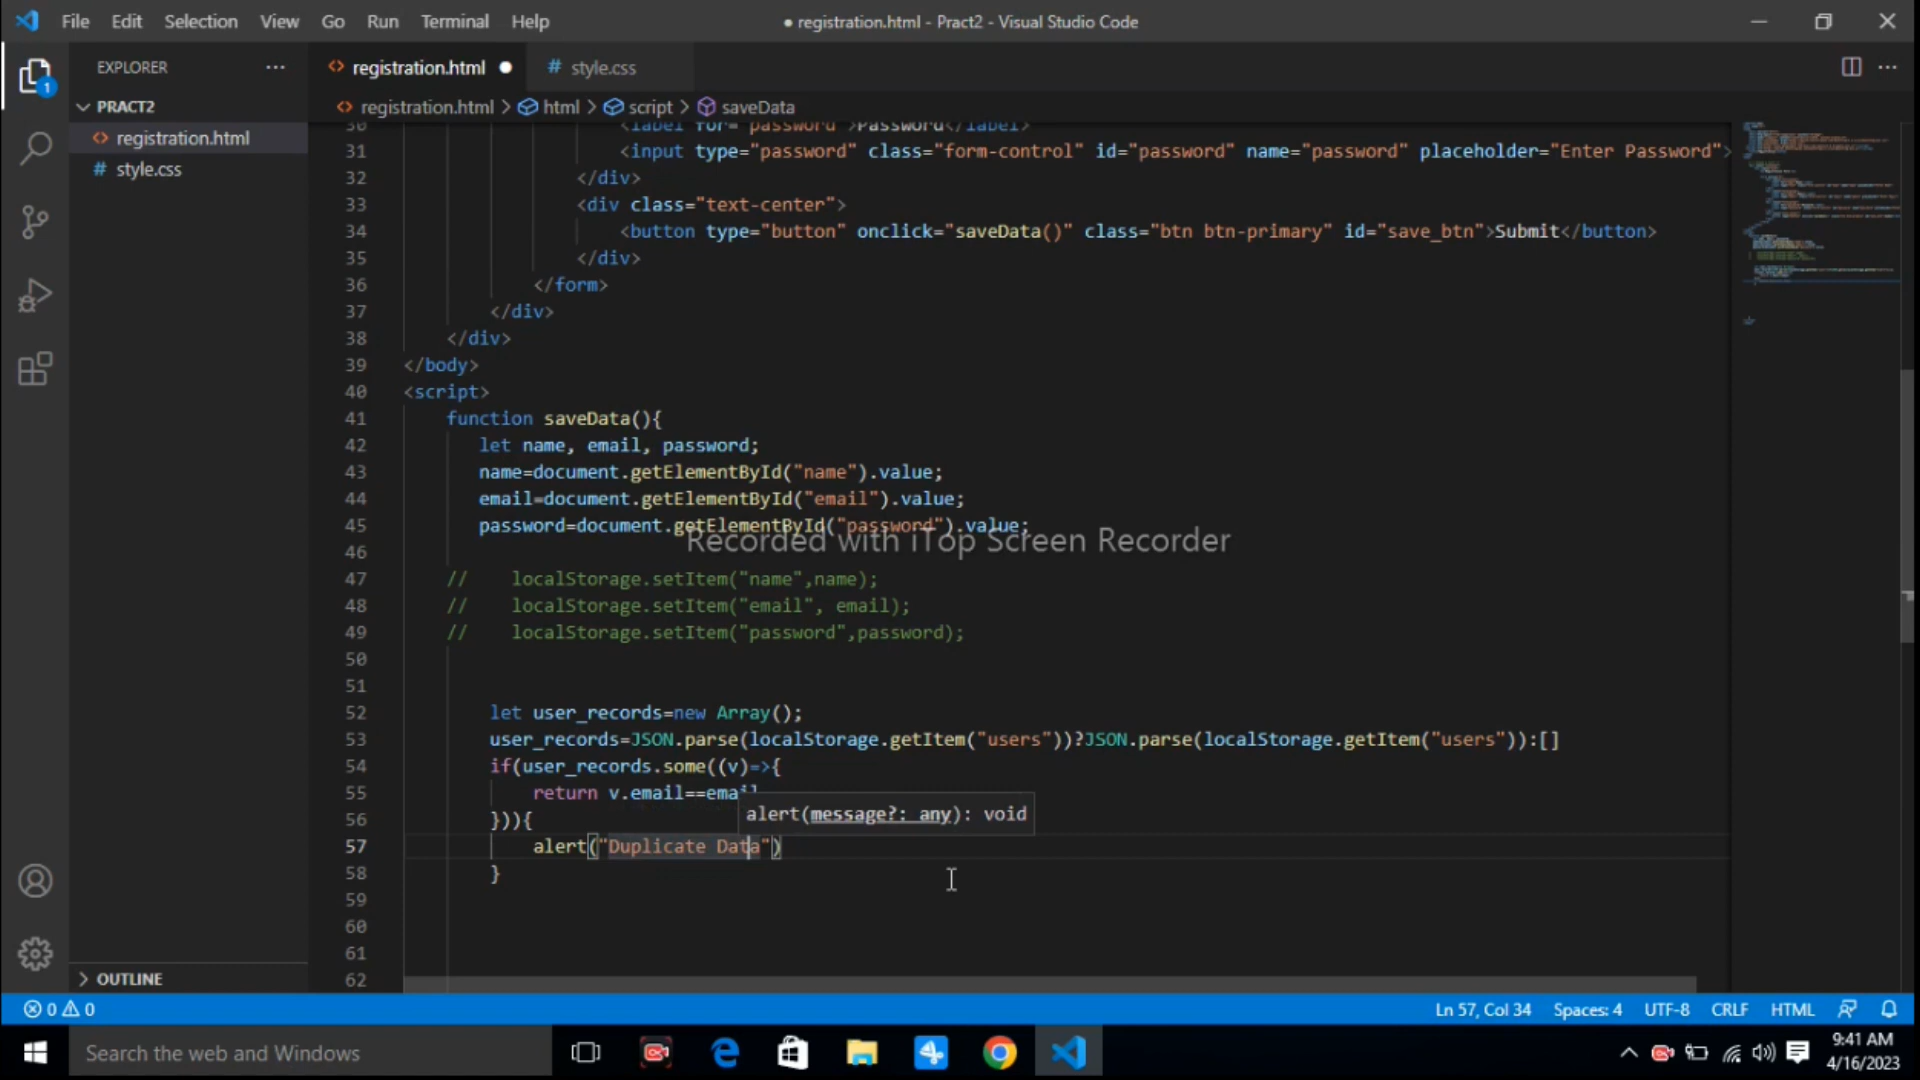 File Edit Selection View Go Run Terminal Help
● registration.html - Pract2 - Visual Studio Code
EXPLORER
PRACT2
registration.html
style.css
OUTLINE
registration.html ●
# style.css
registration.html > html > script > saveData
30 <label for="password">Password</label>
31 <input type="password" class="form-control" id="password" name="password" placeholder="Enter Password">
32 </div>
33 <div class="text-center">
34 <button type="button" onclick="saveData()" class="btn btn-primary" id="save_btn">Submit</button>
35 </div>
36 </form>
37 </div>
38 </div>
39 </body>
40 <script>
41 function saveData(){
42 let name, email, password;
43 name=document.getElementById("name").value;
44 email=document.getElementById("email").value;
45 password=document.getElementById("password").value;
Recorded with iTop Screen Recorder
46
47 // localStorage.setItem("name",name);
48 // localStorage.setItem("email", email);
49 // localStorage.setItem("password",password);
50
51
52 let user_records=new Array();
53 user_records=JSON.parse(localStorage.getItem("users"))?JSON.parse(localStorage.getItem("users")):[]
54 if(user_records.some((v)=>{
55 return v.email==email
alert(message?: any): void
56 })){
57 alert("Duplicate Data")
58 }
59
60
61
62
1
0 0
Ln 57, Col 34 Spaces: 4 UTF-8 CRLF HTML
Search the web and Windows
9:41 AM
4/16/2023